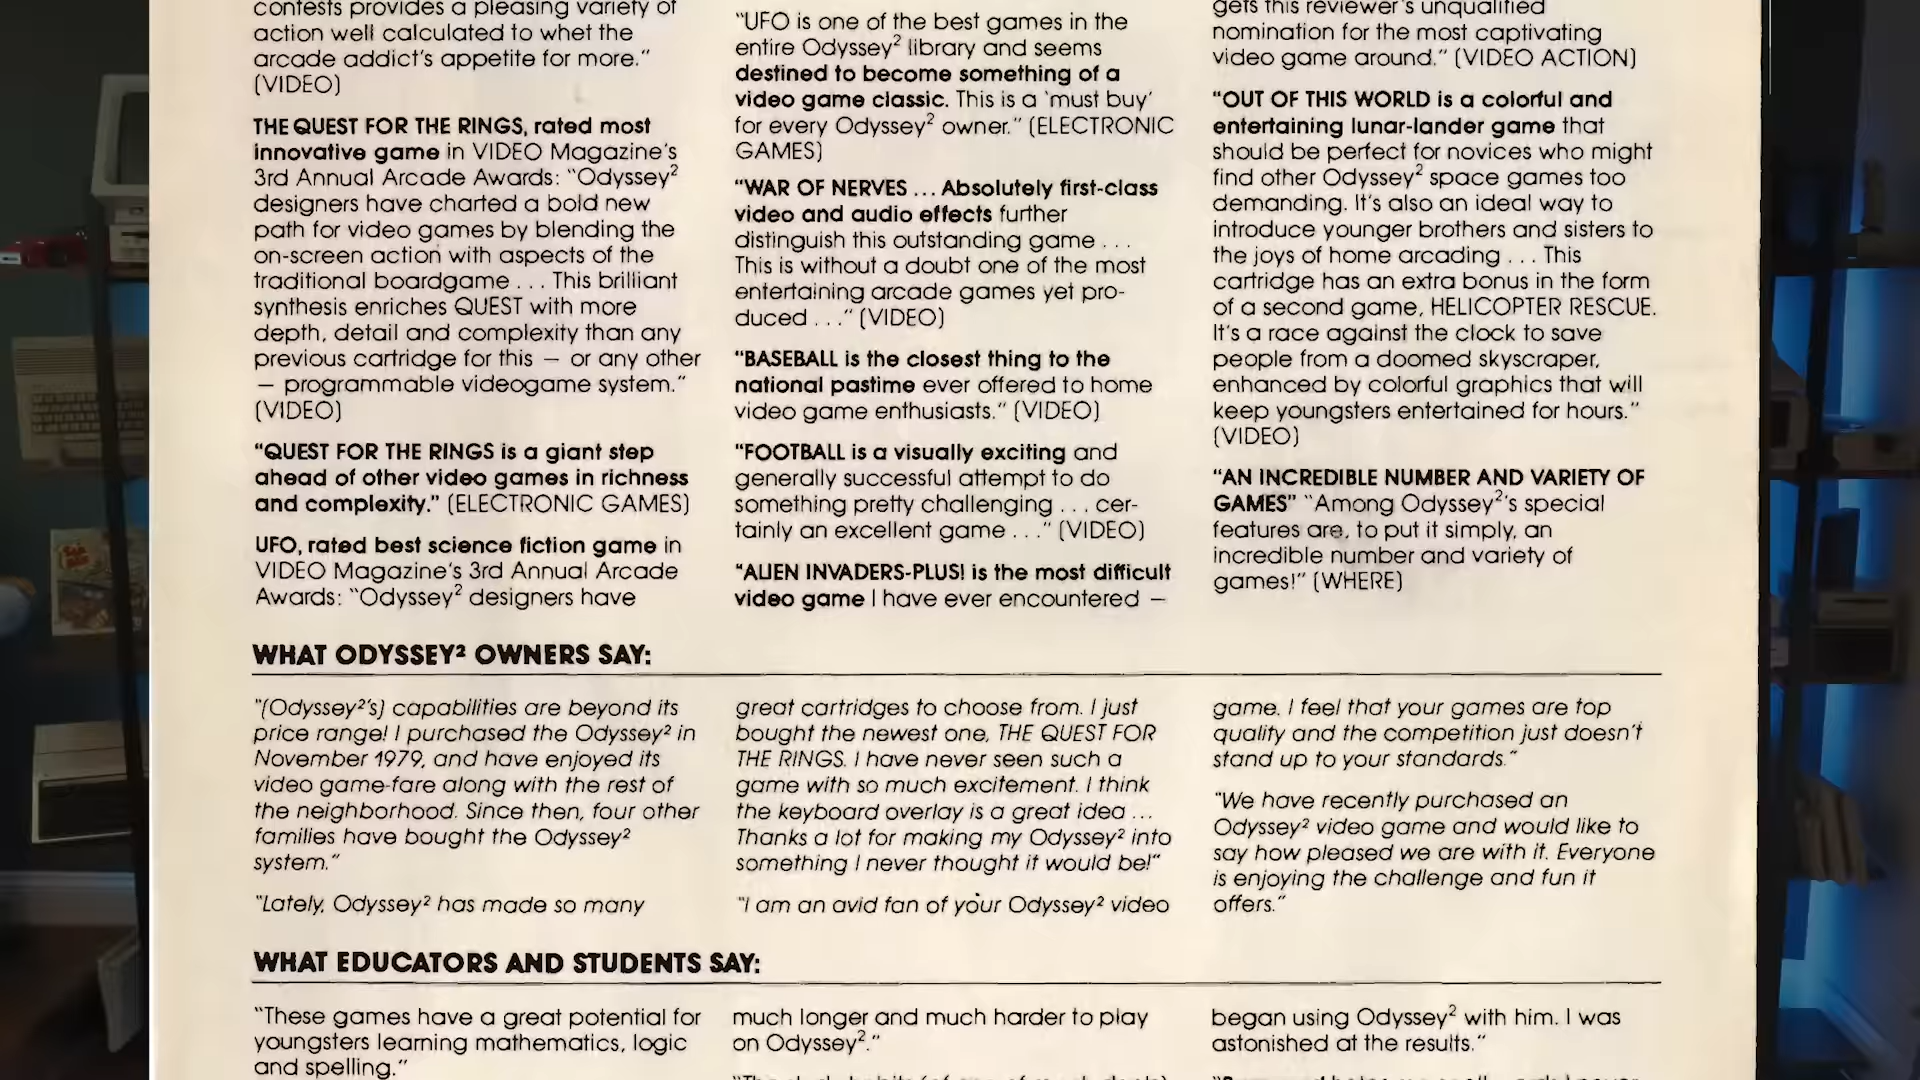 contests provides a pleasing variety of
action well calculated to whet the
arcade addict's appetite for more."
(VIDEO)
THE QUEST FOR THE RINGS, rated most
innovative game in VIDEO Magazine's
3rd Annual Arcade Awards: "Odyssey²
designers have charted a bold new
path for video games by blending the
on-screen action with aspects of the
traditional boardgame . . . This brilliant
synthesis enriches QUEST with more
depth, detail and complexity than any
previous cartridge for this — or any other
— programmable videogame system."
(VIDEO)
"QUEST FOR THE RINGS is a giant step
ahead of other video games in richness
and complexity." (ELECTRONIC GAMES)
UFO, rated best science fiction game in
VIDEO Magazine's 3rd Annual Arcade
Awards: "Odyssey² designers have
"UFO is one of the best games in the
entire Odyssey² library and seems
destined to become something of a
video game classic. This is a 'must buy'
for every Odyssey² owner." (ELECTRONIC
GAMES)
"WAR OF NERVES ... Absolutely first-class
video and audio effects further
distinguish this outstanding game . . .
This is without a doubt one of the most
entertaining arcade games yet pro-
duced . . ." (VIDEO)
"BASEBALL is the closest thing to the
national pastime ever offered to home
video game enthusiasts." (VIDEO)
"FOOTBALL is a visually exciting and
generally successful attempt to do
something pretty challenging . . . cer-
tainly an excellent game . . ." (VIDEO)
"ALIEN INVADERS-PLUS! is the most difficult
video game I have ever encountered —
gets this reviewer's unqualified
nomination for the most captivating
video game around." (VIDEO ACTION)
"OUT OF THIS WORLD is a colorful and
entertaining lunar-lander game that
should be perfect for novices who might
find other Odyssey² space games too
demanding. It's also an ideal way to
introduce younger brothers and sisters to
the joys of home arcading . . . This
cartridge has an extra bonus in the form
of a second game, HELICOPTER RESCUE.
It's a race against the clock to save
people from a doomed skyscraper,
enhanced by colorful graphics that will
keep youngsters entertained for hours."
(VIDEO)
"AN INCREDIBLE NUMBER AND VARIETY OF
GAMES" "Among Odyssey²'s special
features are, to put it simply, an
incredible number and variety of
games!" (WHERE)
WHAT ODYSSEY² OWNERS SAY:
"(Odyssey²'s) capabilities are beyond its
price range! I purchased the Odyssey² in
November 1979, and have enjoyed its
video game-fare along with the rest of
the neighborhood. Since then, four other
families have bought the Odyssey²
system."
"Lately, Odyssey² has made so many
great cartridges to choose from. I just
bought the newest one, THE QUEST FOR
THE RINGS. I have never seen such a
game with so much excitement. I think
the keyboard overlay is a great idea ...
Thanks a lot for making my Odyssey² into
something I never thought it would be!"
"I am an avid fan of your Odyssey² video
game. I feel that your games are top
quality and the competition just doesn't
stand up to your standards."
"We have recently purchased an
Odyssey² video game and would like to
say how pleased we are with it. Everyone
is enjoying the challenge and fun it
offers."
WHAT EDUCATORS AND STUDENTS SAY:
"These games have a great potential for
youngsters learning mathematics, logic
and spelling."
much longer and much harder to play
on Odyssey²."
began using Odyssey² with him. I was
astonished at the results."